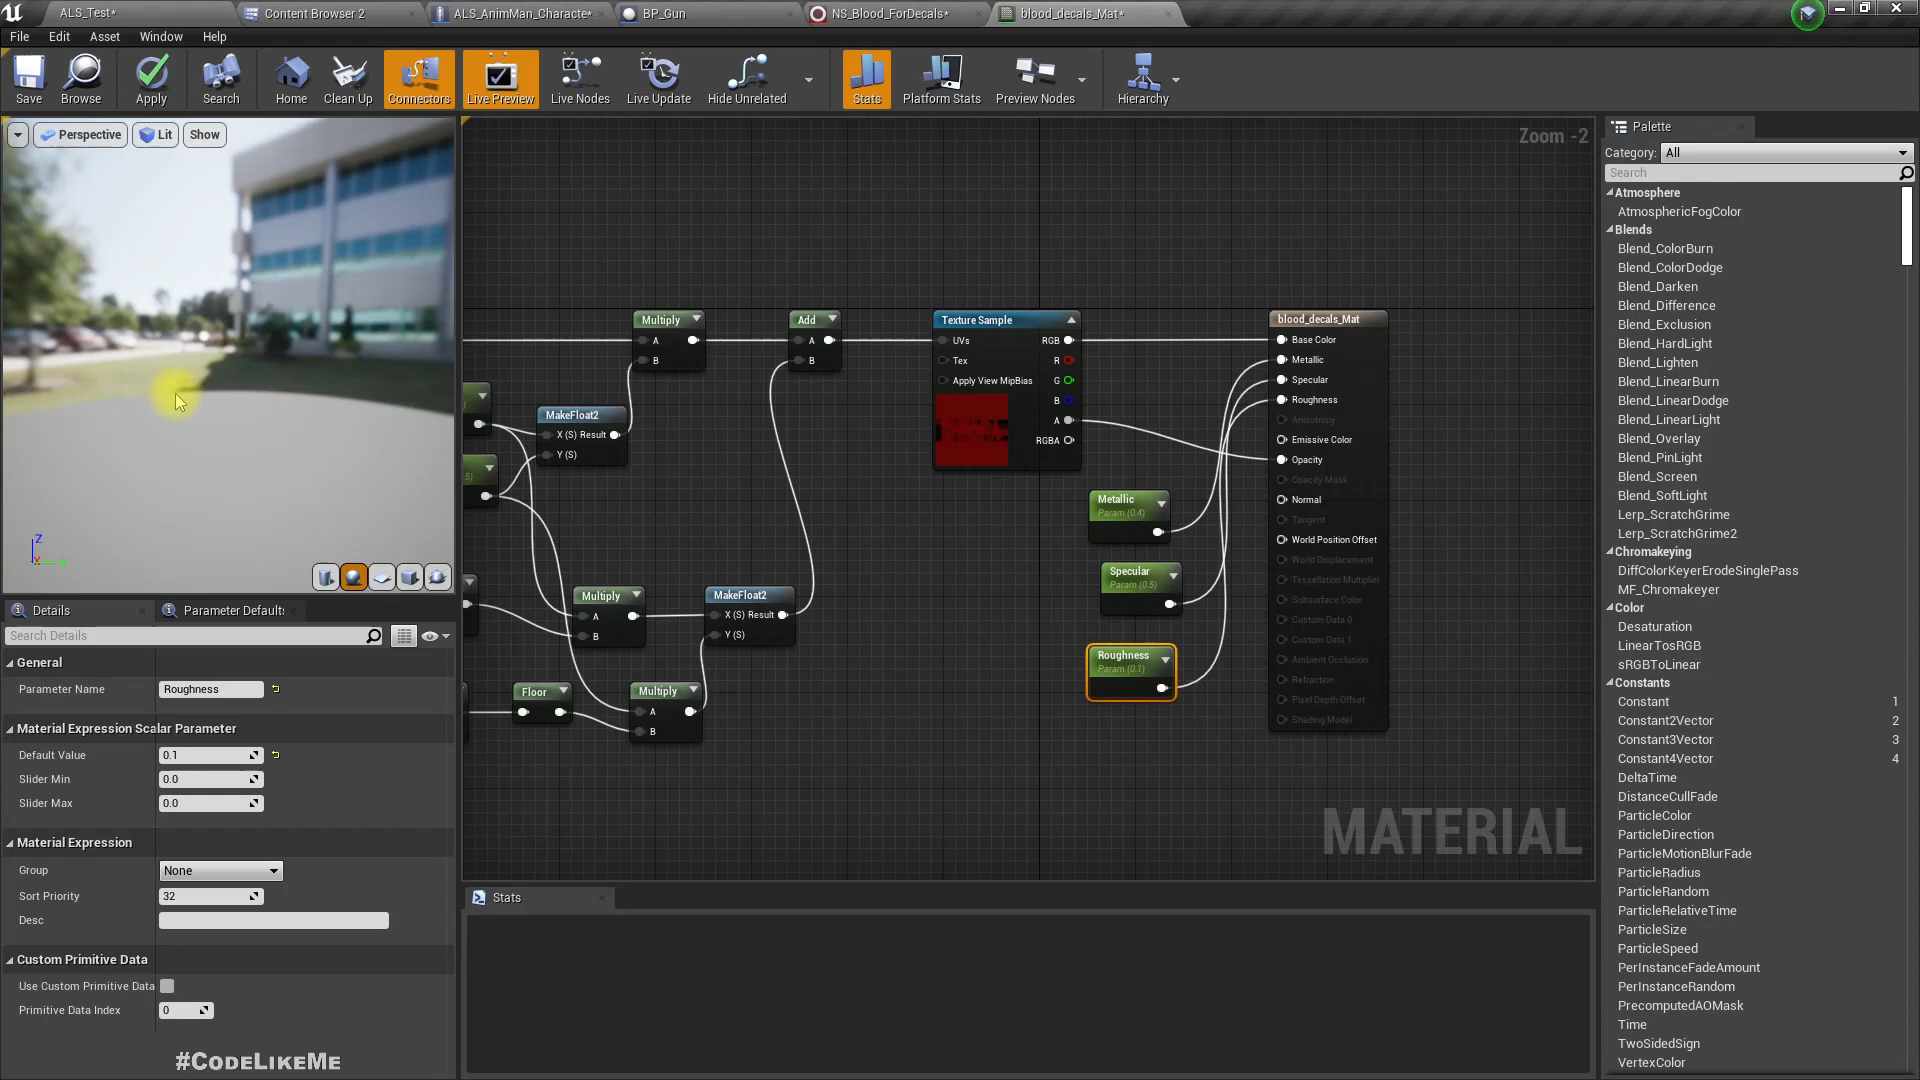 ALS_Test*
Content Browser 2
ALS_AnimMan_Characte*
BP_Gun
NS_Blood_ForDecals*
blood_decals_Mat*
File Edit Asset Window Help
Save Browse Apply Search Home Clean Up Connectors Live Preview Live Nodes Live Update Hide Unrelated Stats Platform Stats Preview Nodes Hierarchy
Perspective Lit Show
Zoom -2
Multiply
A
B
Add
A
B
Texture Sample
UVs RGB
Tex R
Apply View MipBias G
B
A
RGBA
blood_decals_Mat
Base Color
Metallic
Specular
Roughness
Anisotropy
Emissive Color
Opacity
Opacity Mask
Normal
Tangent
World Position Offset
World Displacement
Tessellation Multiplier
Subsurface Color
Custom Data 0
Custom Data 1
Ambient Occlusion
Refraction
Pixel Depth Offset
Shading Model
MakeFloat2
X (S) Result
Y (S)
Metallic
Param (0.4)
Specular
Param (0.5)
Roughness
Param (0.1)
Multiply
A
B
MakeFloat2
X (S) Result
Y (S)
Floor
Multiply
A
B
MATERIAL
Z
Details
Parameter Defaults
Search Details
General
Parameter Name Roughness
Material Expression Scalar Parameter
Default Value 0.1
Slider Min 0.0
Slider Max 0.0
Material Expression
Group None
Sort Priority 32
Desc
Custom Primitive Data
Use Custom Primitive Data
Primitive Data Index 0
#CodeLikeMe
Stats
Palette
Category: All
Search
Atmosphere
AtmosphericFogColor
Blends
Blend_ColorBurn
Blend_ColorDodge
Blend_Darken
Blend_Difference
Blend_Exclusion
Blend_HardLight
Blend_Lighten
Blend_LinearBurn
Blend_LinearDodge
Blend_LinearLight
Blend_Overlay
Blend_PinLight
Blend_Screen
Blend_SoftLight
Lerp_ScratchGrime
Lerp_ScratchGrime2
Chromakeying
DiffColorKeyerErodeSinglePass
MF_Chromakeyer
Color
Desaturation
LinearTosRGB
sRGBToLinear
Constants
Constant 1
Constant2Vector 2
Constant3Vector 3
Constant4Vector 4
DeltaTime
DistanceCullFade
ParticleColor
ParticleDirection
ParticleMotionBlurFade
ParticleRadius
ParticleRandom
ParticleRelativeTime
ParticleSize
ParticleSpeed
PerInstanceFadeAmount
PerInstanceRandom
PrecomputedAOMask
Time
TwoSidedSign
VertexColor